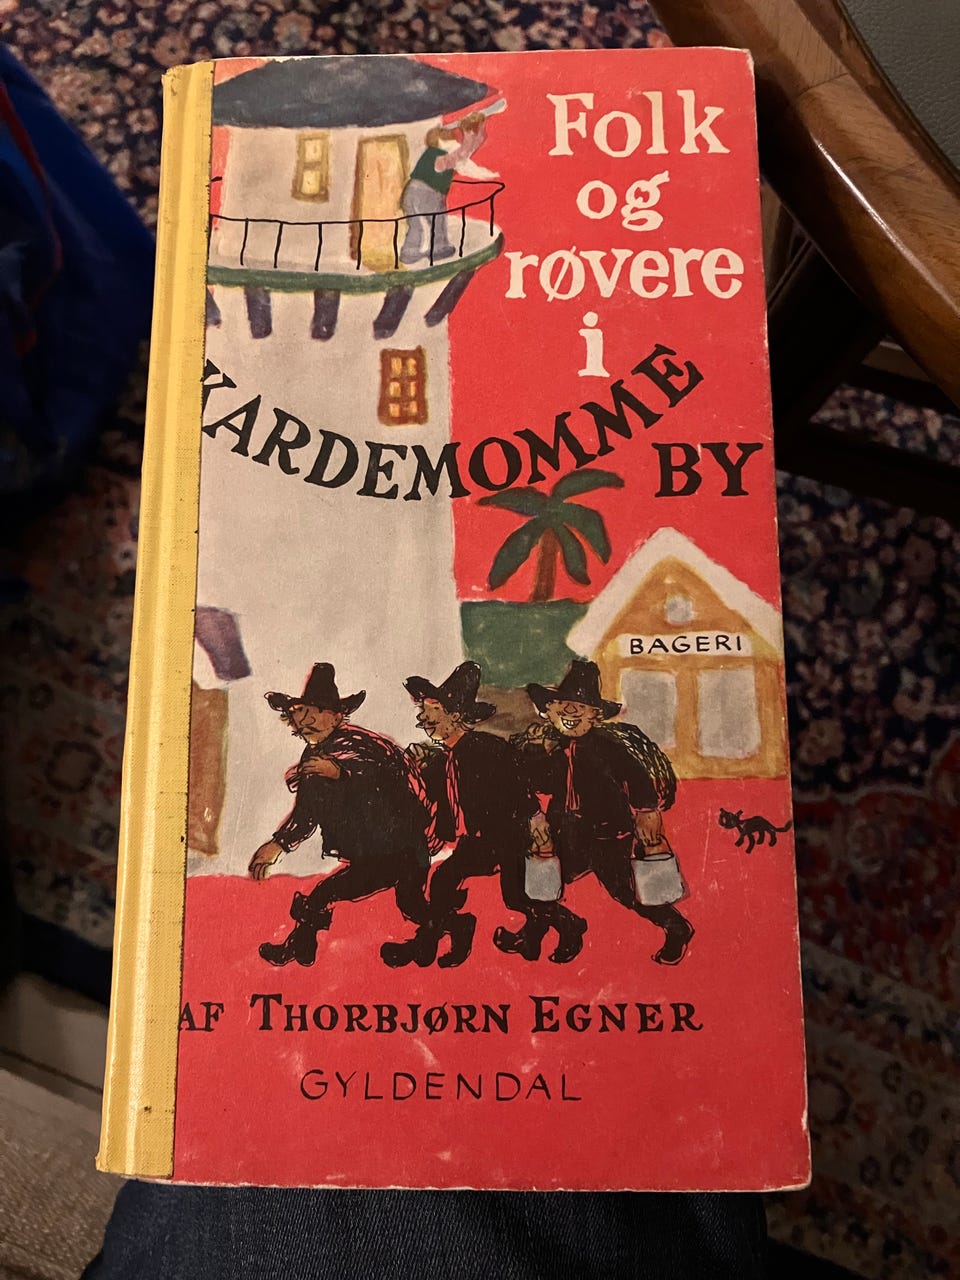 Folk
og
røvere
i
KARDEMOMME
BY
BAGERI
AF THORBJØRN EGNER
GYLDENDAL